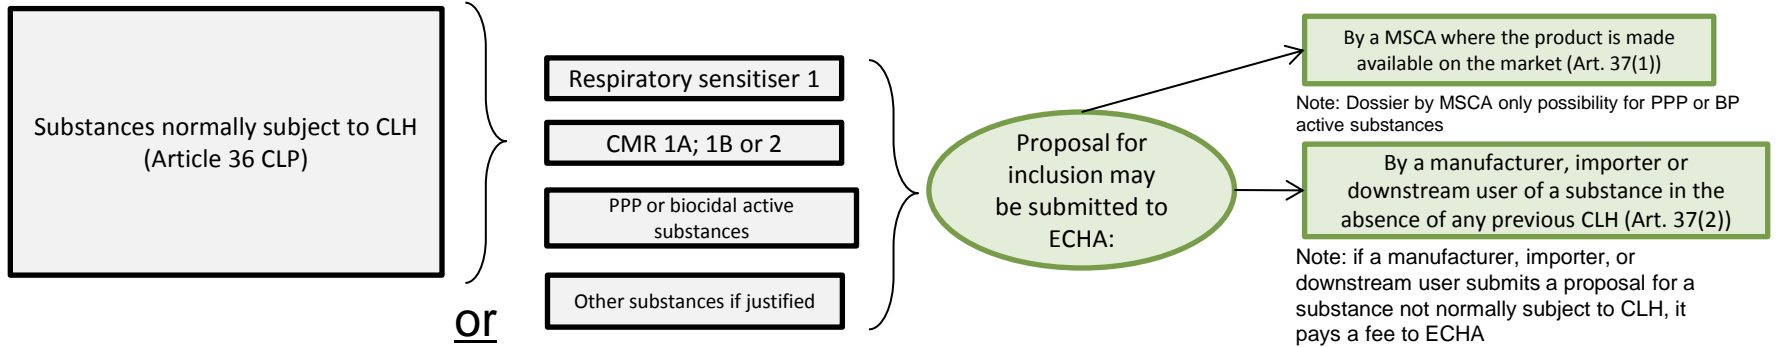 Substances normally subject to CLH
(Article 36 CLP)
or
Respiratory sensitiser 1
CMR 1A; 1B or 2
PPP or biocidal active
substances
Other substances if justified
Proposal for
inclusion may
be submitted to
ECHA:
By a MSCA where the product is made
available on the market (Art. 37(1))
Note: Dossier by MSCA only possibility for PPP or BP
active substances
By a manufacturer, importer or
downstream user of a substance in the
absence of any previous CLH (Art. 37(2))
Note: if a manufacturer, importer, or
downstream user submits a proposal for a
substance not normally subject to CLH, it
pays a fee to ECHA